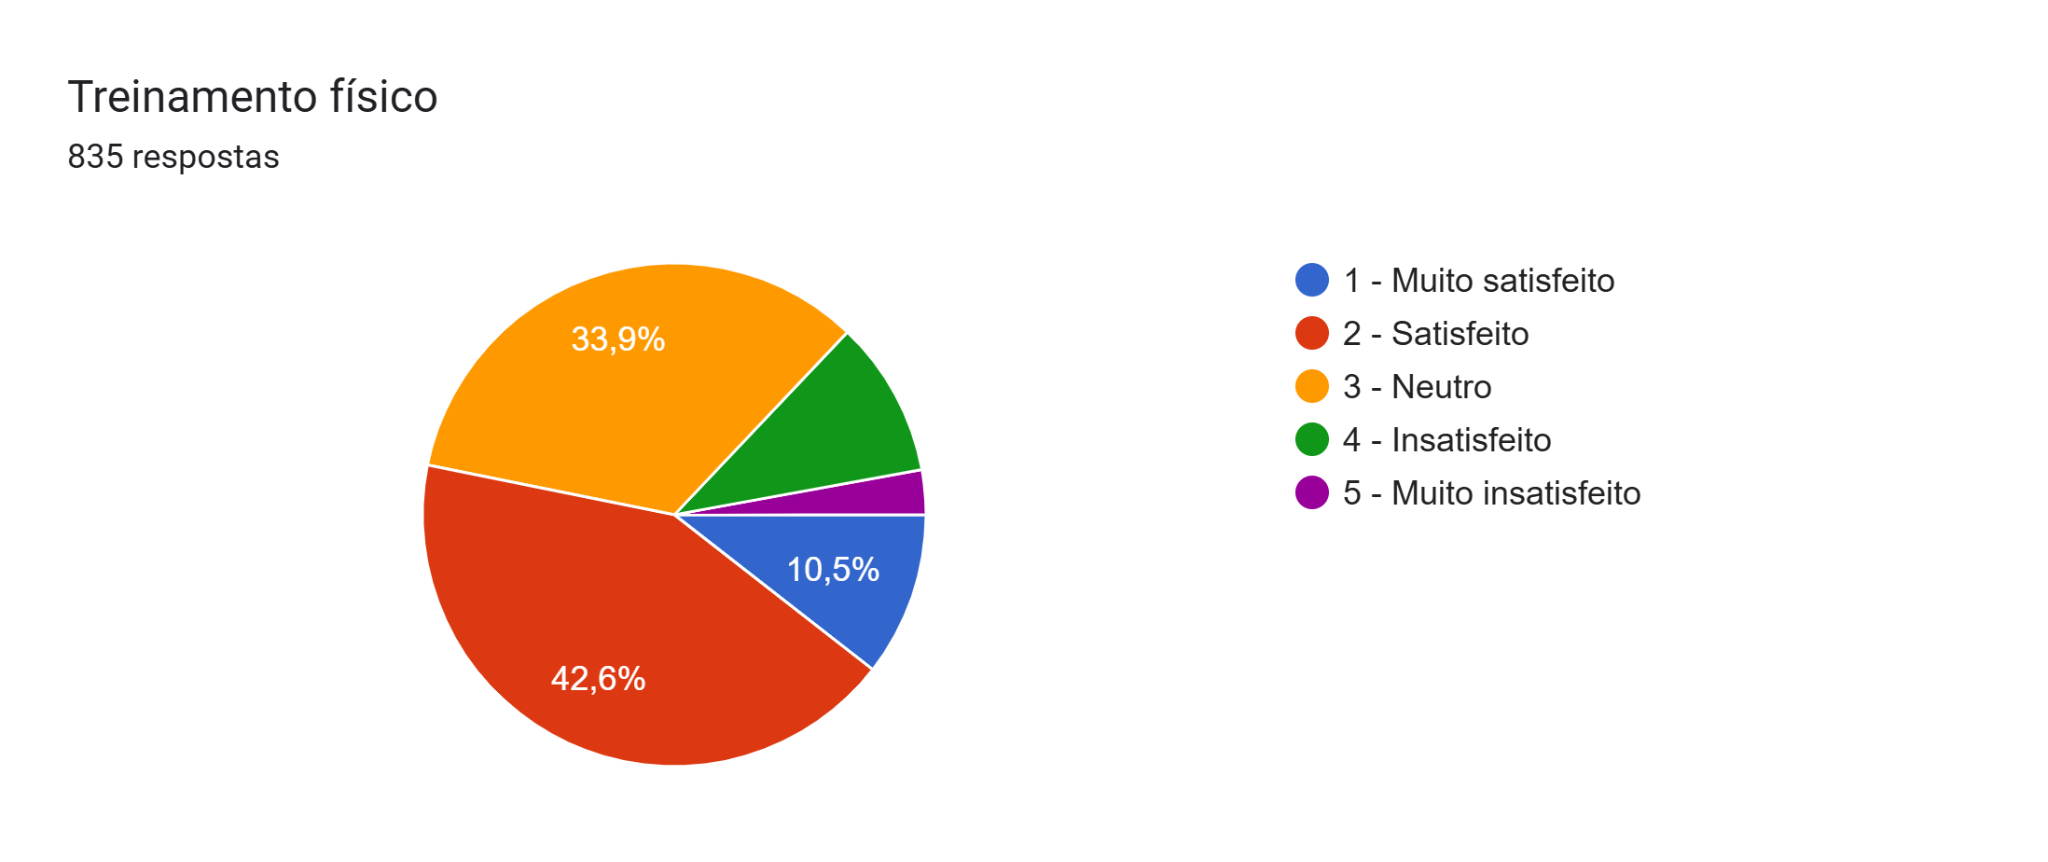 Treinamento físico
835 respostas
33,9%
10,5%
42,6%
1 - Muito satisfeito
2 - Satisfeito
3 - Neutro
4 - Insatisfeito
5 - Muito insatisfeito